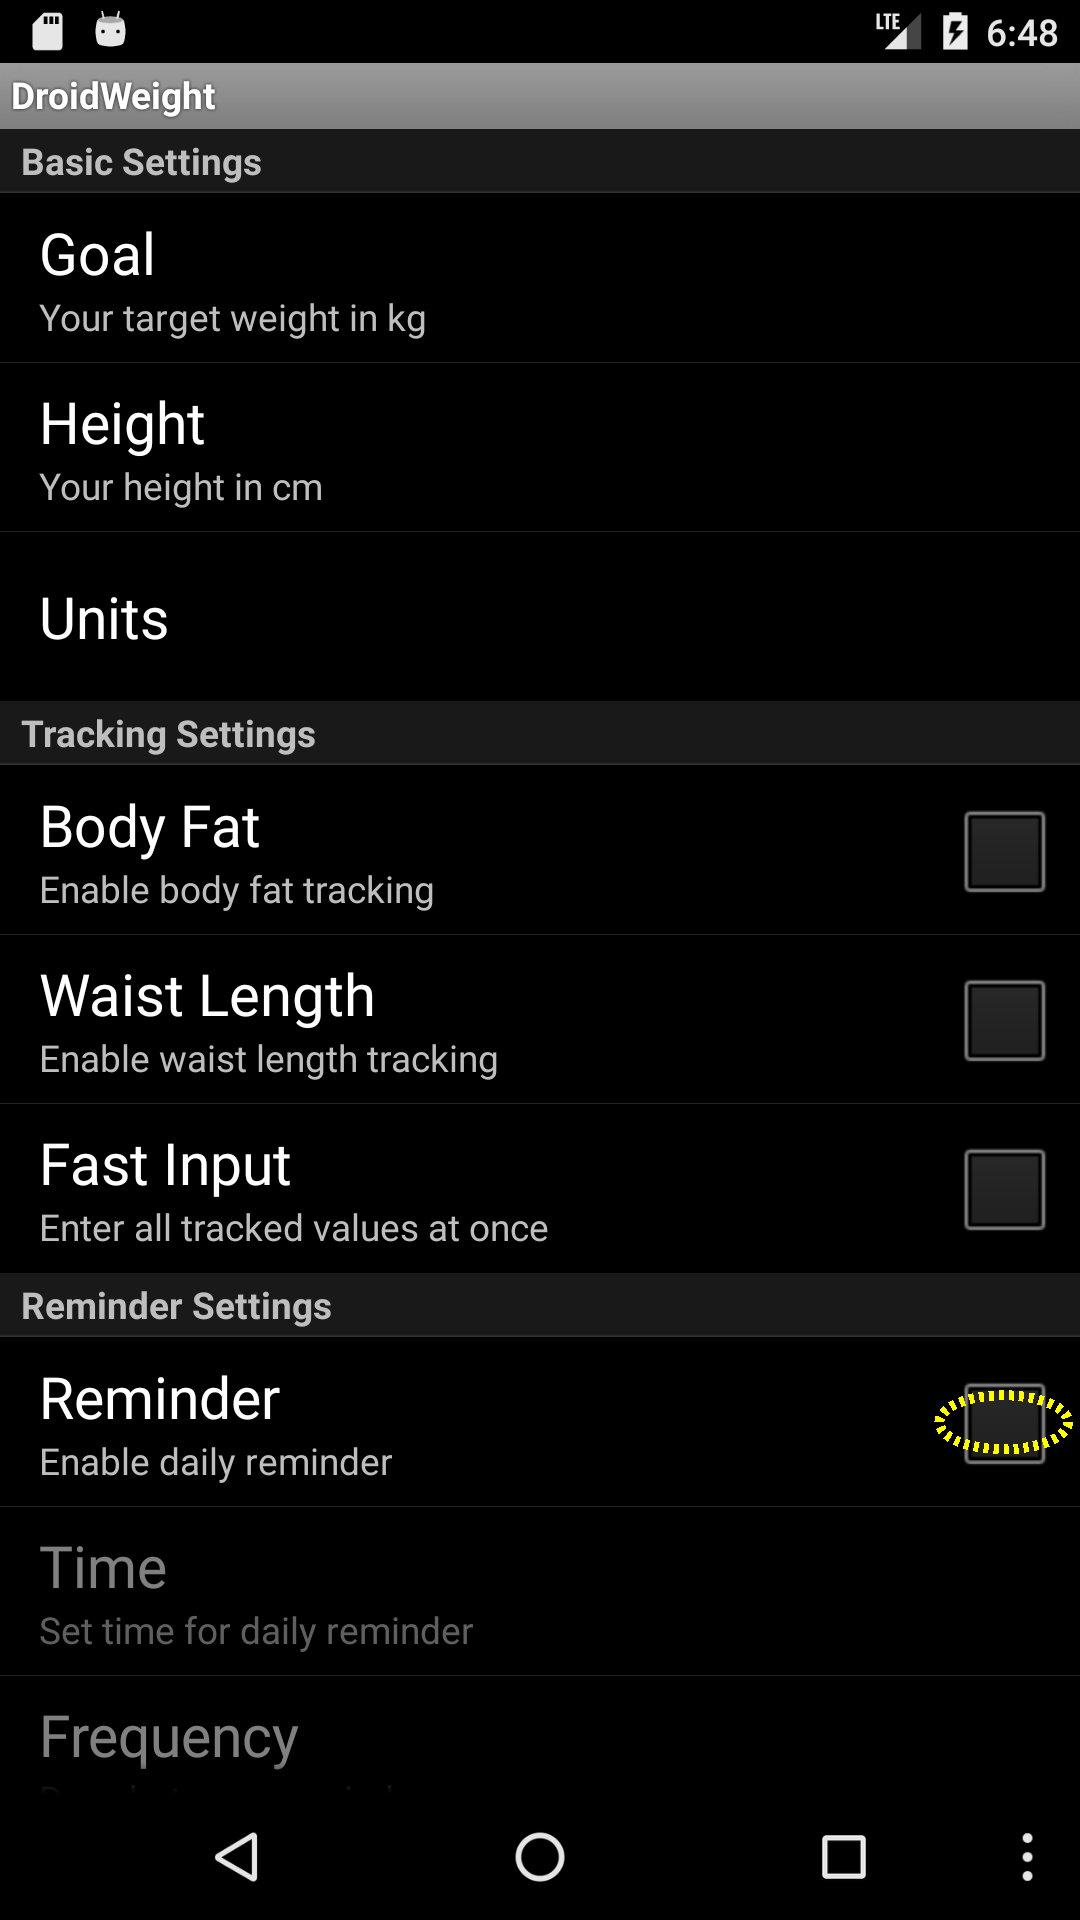 LTE 6:48
DroidWeight
Basic Settings
Goal
Your target weight in kg
Height
Your height in cm
Units
Tracking Settings
Body Fat
Enable body fat tracking
Waist Length
Enable waist length tracking
Fast Input
Enter all tracked values at once
Reminder Settings
Reminder
Enable daily reminder
Time
Set time for daily reminder
Frequency